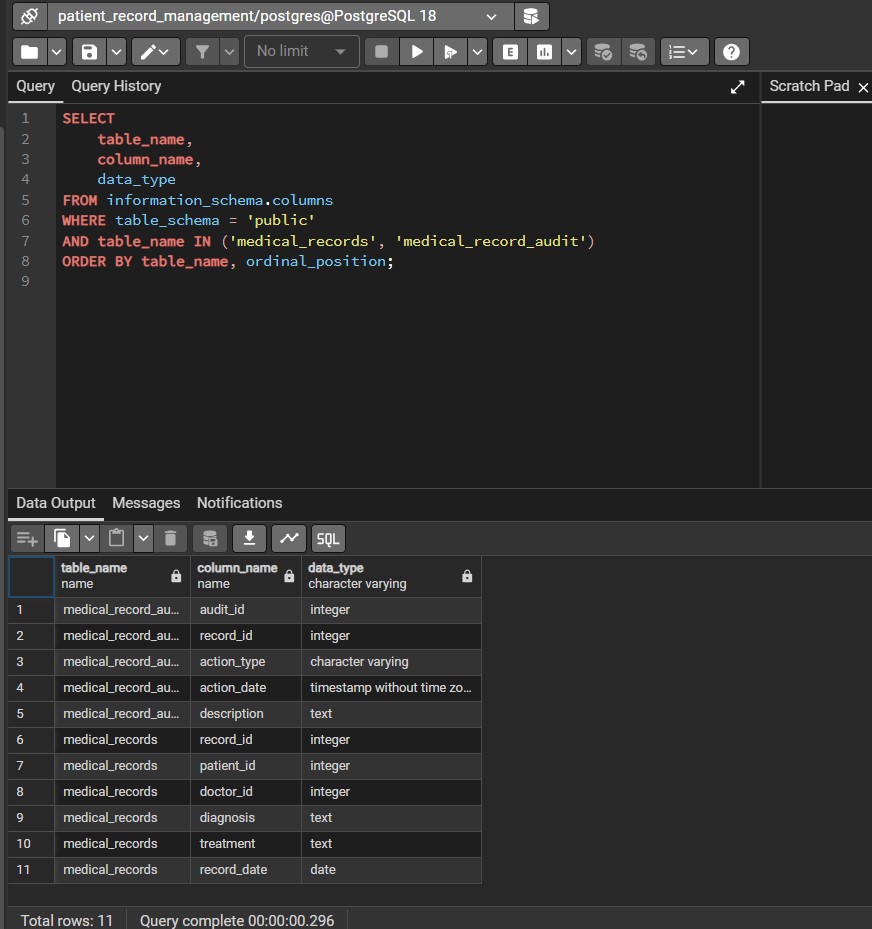 patient_record_management/postgres@PostgreSQL 18
No limit
E
Query Query History
Scratch Pad
1 SELECT
2 table_name,
3 column_name,
4 data_type
5 FROM information_schema.columns
6 WHERE table_schema = 'public'
7 AND table_name IN ('medical_records', 'medical_record_audit')
8 ORDER BY table_name, ordinal_position;
9
Data Output Messages Notifications
SQL
table_name column_name data_type
name name character varying
1 medical_record_au... audit_id integer
2 medical_record_au... record_id integer
3 medical_record_au... action_type character varying
4 medical_record_au... action_date timestamp without time zo...
5 medical_record_au... description text
6 medical_records record_id integer
7 medical_records patient_id integer
8 medical_records doctor_id integer
9 medical_records diagnosis text
10 medical_records treatment text
11 medical_records record_date date
Total rows: 11 Query complete 00:00:00.296